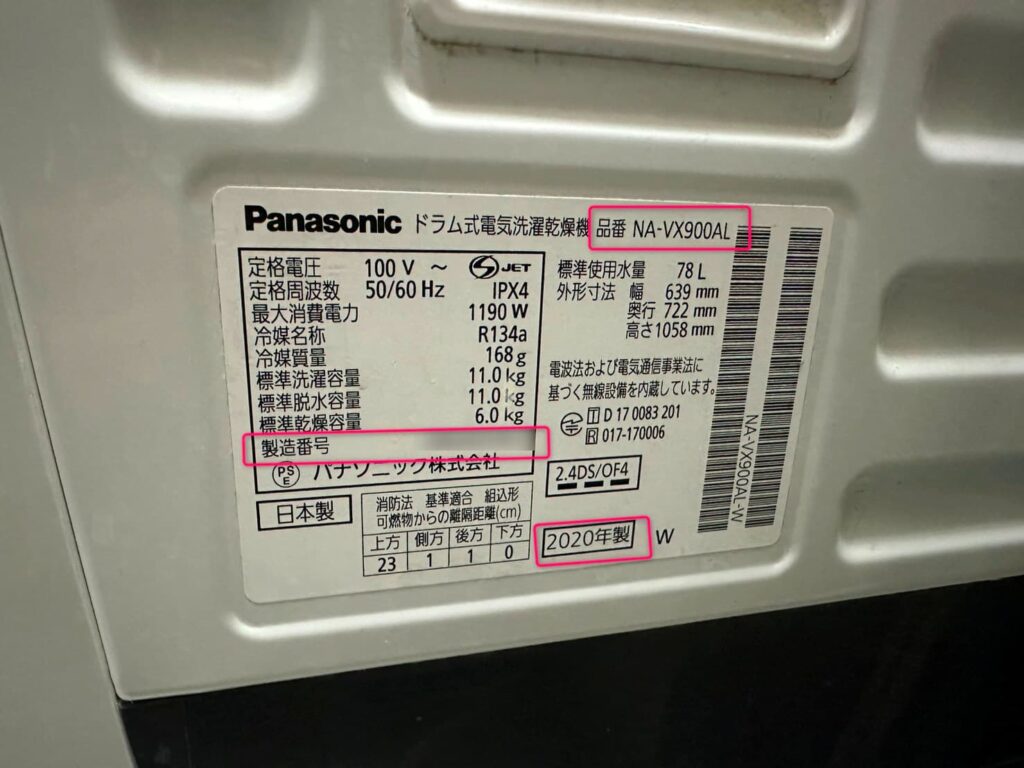 Panasonic ドラム式電気洗濯乾燥機 品番 NA-VX900AL
定格電圧 100 V ～ JET
定格周波数 50/60 Hz IPX4
最大消費電力 1190 W
冷媒名称 R134a
冷媒質量 168 g
標準洗濯容量 11.0 kg
標準脱水容量 11.0 kg
標準乾燥容量 6.0 kg
製造番号
PS E パナソニック株式会社
標準使用水量 78 L
外形寸法 幅 639 mm
奥行 722 mm
高さ1058 mm
電波法および電気通信事業法に
基づく無線設備を内蔵しています。
T D 17 0083 201
R 017-170006
2.4DS/OF4
日本製
消防法 基準適合 組込形
可燃物からの離隔距離(cm)
上方 側方 後方 下方
23 1 1 0
2020年製 W
NA-VX900AL-W